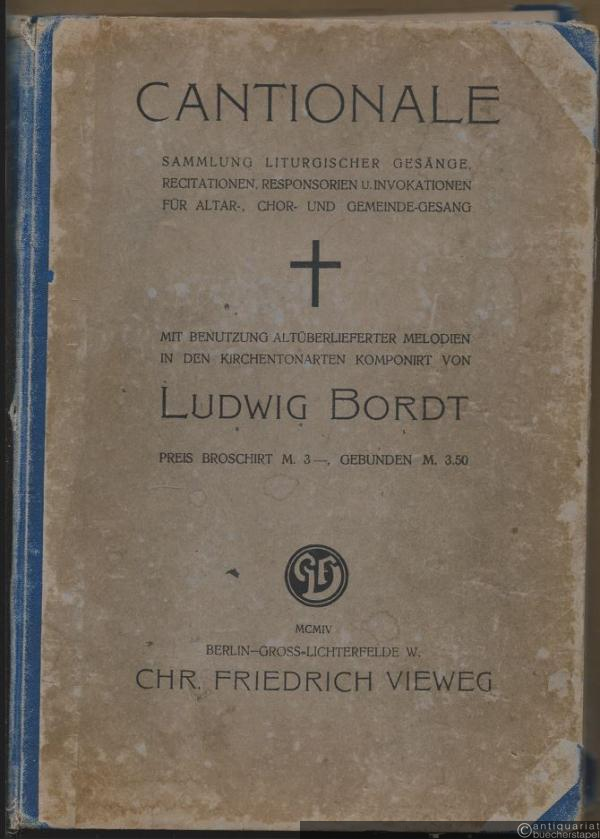 CANTIONALE
SAMMLUNG LITURGISCHER GESÄNGE,
RECITATIONEN, RESPONSORIEN U. INVOKATIONEN
FÜR ALTAR-, CHOR- UND GEMEINDE-GESANG
MIT BENUTZUNG ALTÜBERLIEFERTER MELODIEN
IN DEN KIRCHENTONARTEN KOMPONIRT VON
LUDWIG BORDT
PREIS BROSCHIRT M. 3—, GEBUNDEN M. 3.50
MCMIV
BERLIN—GROSS-LICHTERFELDE W.
CHR. FRIEDRICH VIEWEG
antiquariat
buecherstapel